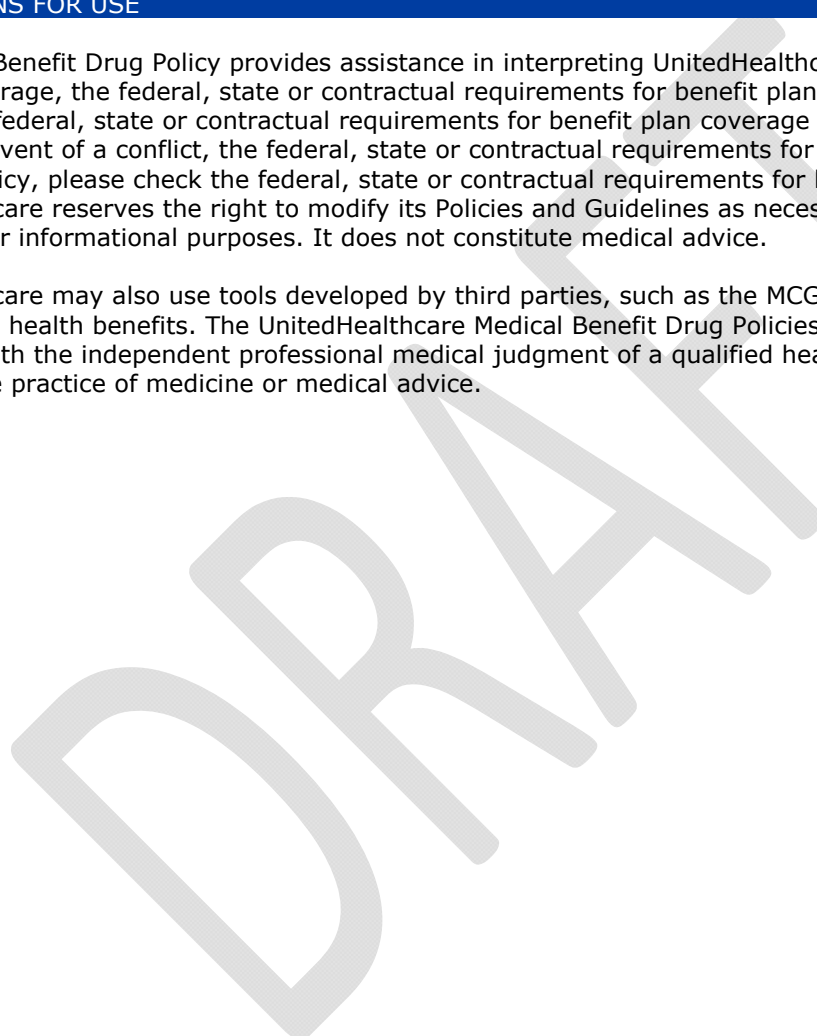 NS FOR USE
Benefit Drug Policy provides assistance in interpreting UnitedHealthc
rage, the federal, state or contractual requirements for benefit plan
federal, state or contractual requirements for benefit plan coverage
vent of a conflict, the federal, state or contractual requirements for
icy, please check the federal, state or contractual requirements for b
care reserves the right to modify its Policies and Guidelines as neces
r informational purposes. It does not constitute medical advice.
care may also use tools developed by third parties, such as the MCG
health benefits. The UnitedHealthcare Medical Benefit Drug Policies
th the independent professional medical judgment of a qualified hea
e practice of medicine or medical advice.
DRAFT